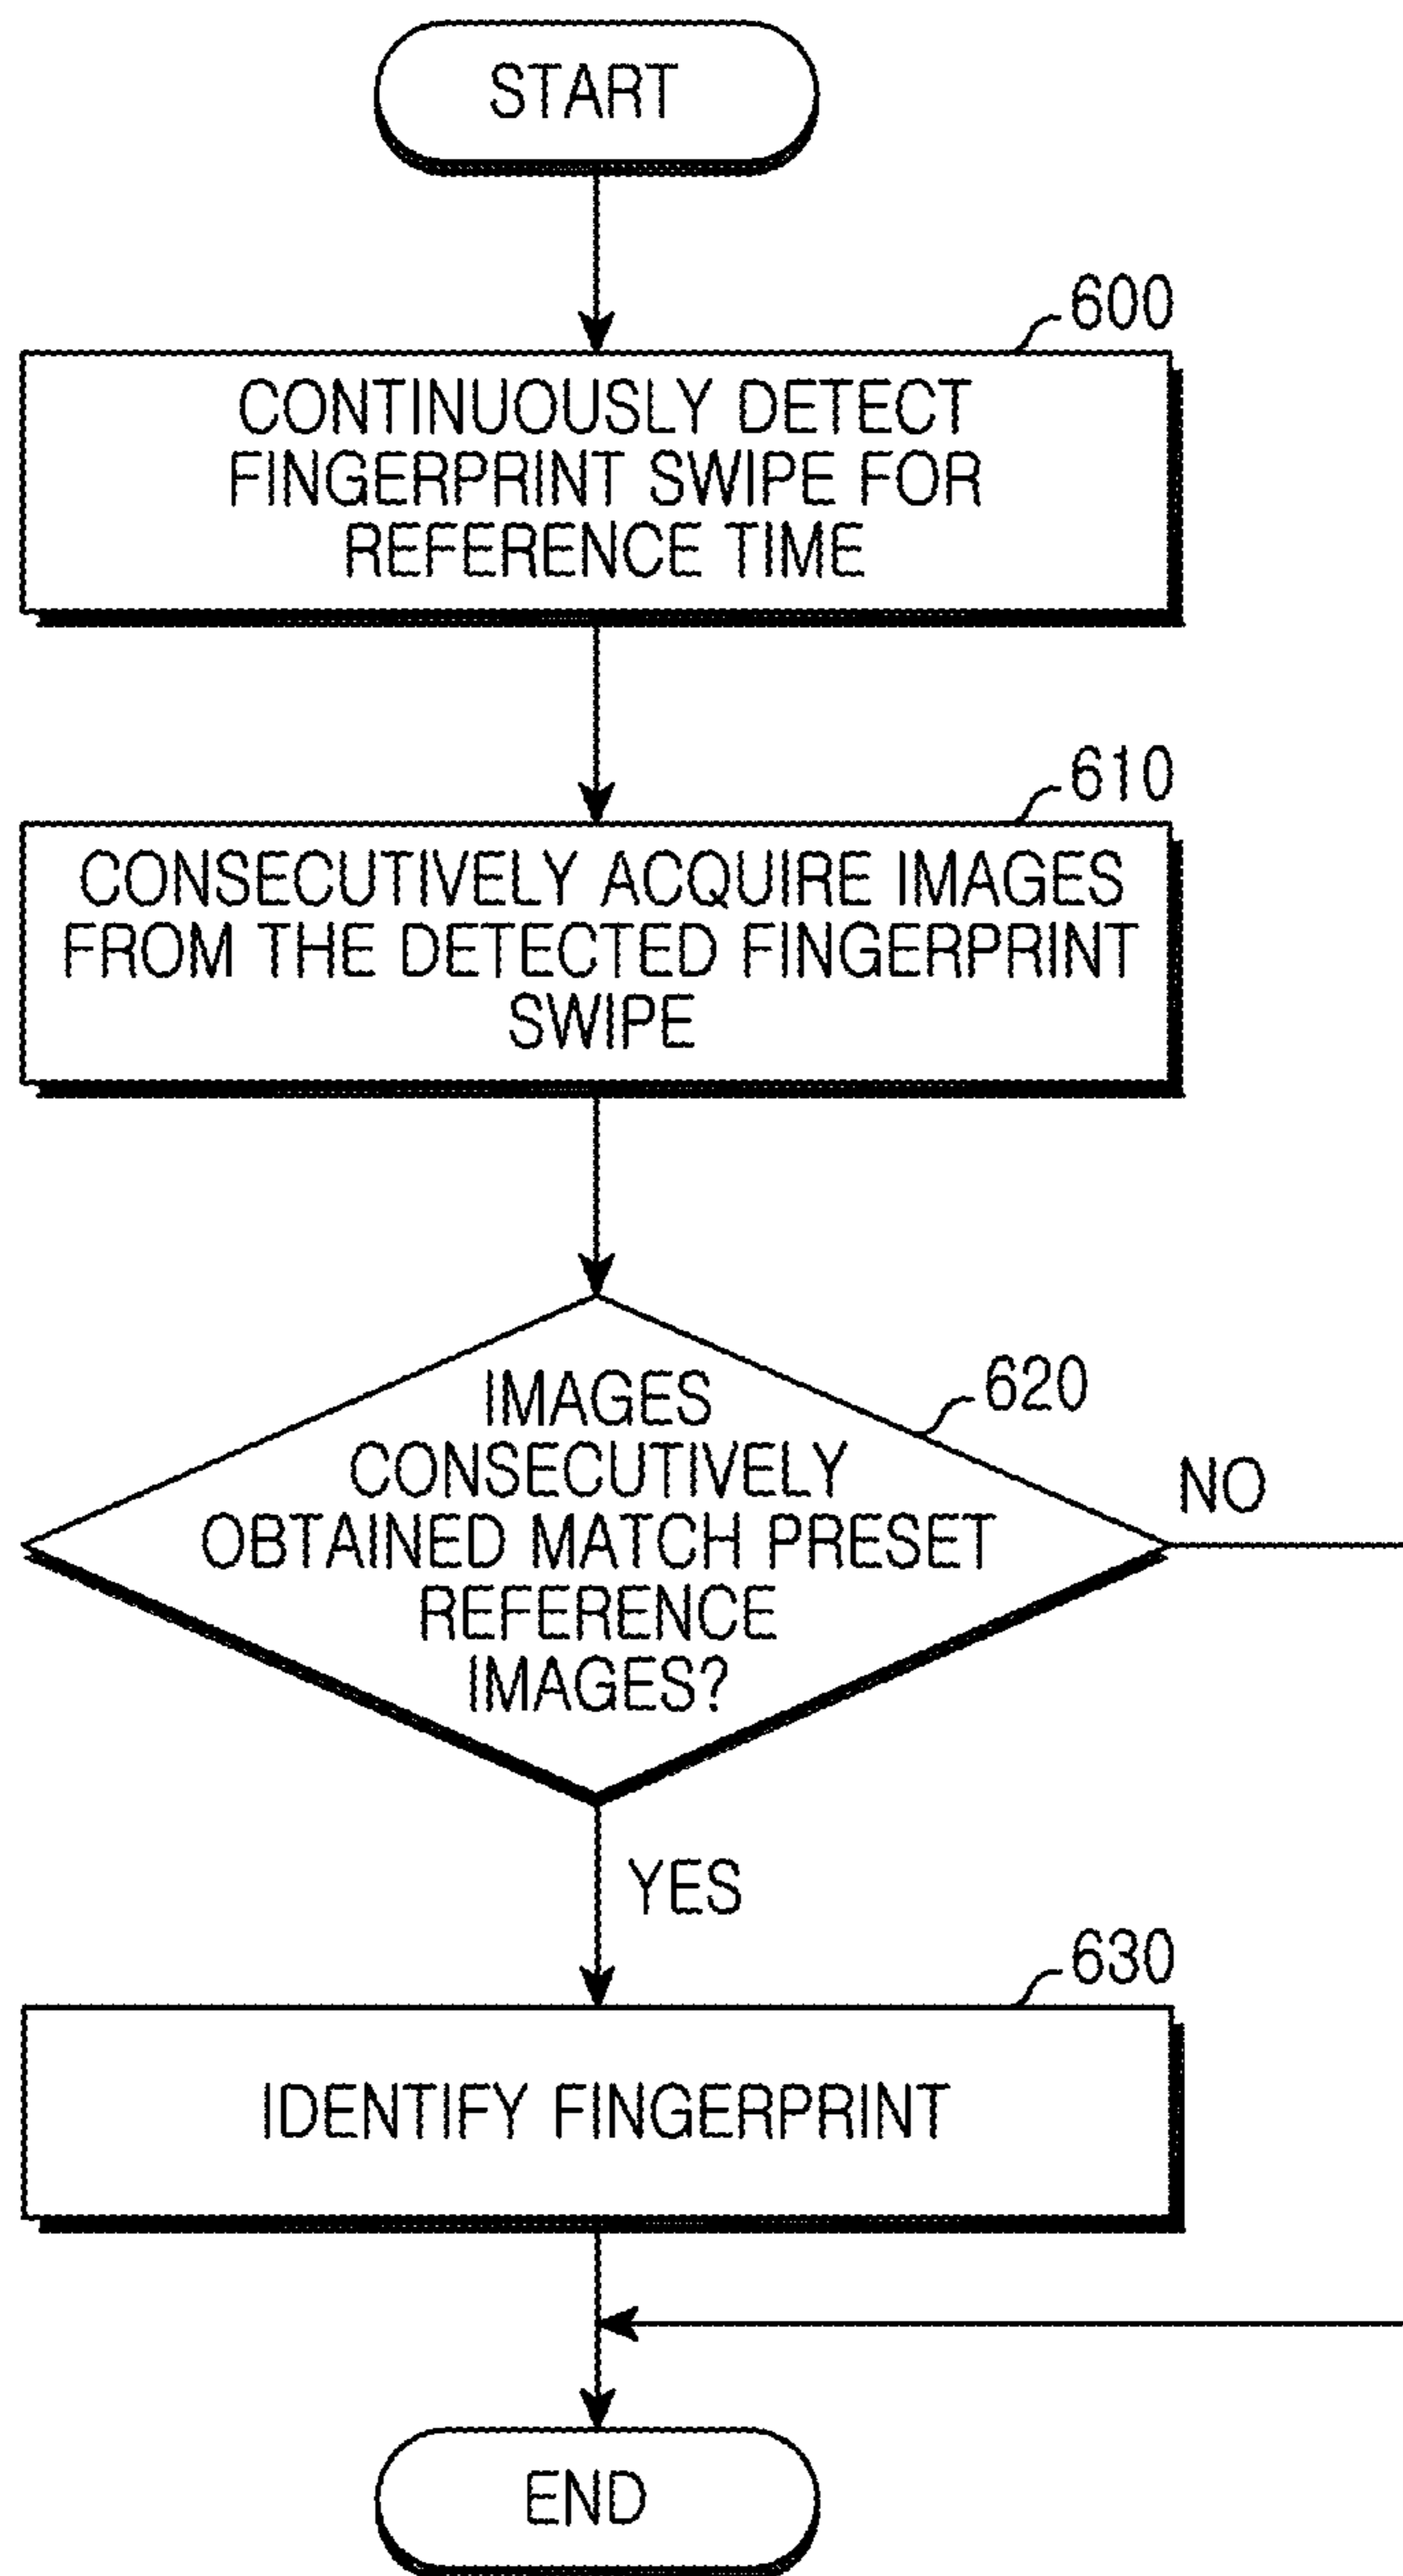 START
600
CONTINUOUSLY DETECT
FINGERPRINT SWIPE FOR
REFERENCE TIME
610
CONSECUTIVELY ACQUIRE IMAGES
FROM THE DETECTED FINGERPRINT
SWIPE
620
IMAGES
CONSECUTIVELY
OBTAINED MATCH PRESET
REFERENCE
IMAGES?
NO
YES
630
IDENTIFY FINGERPRINT
END